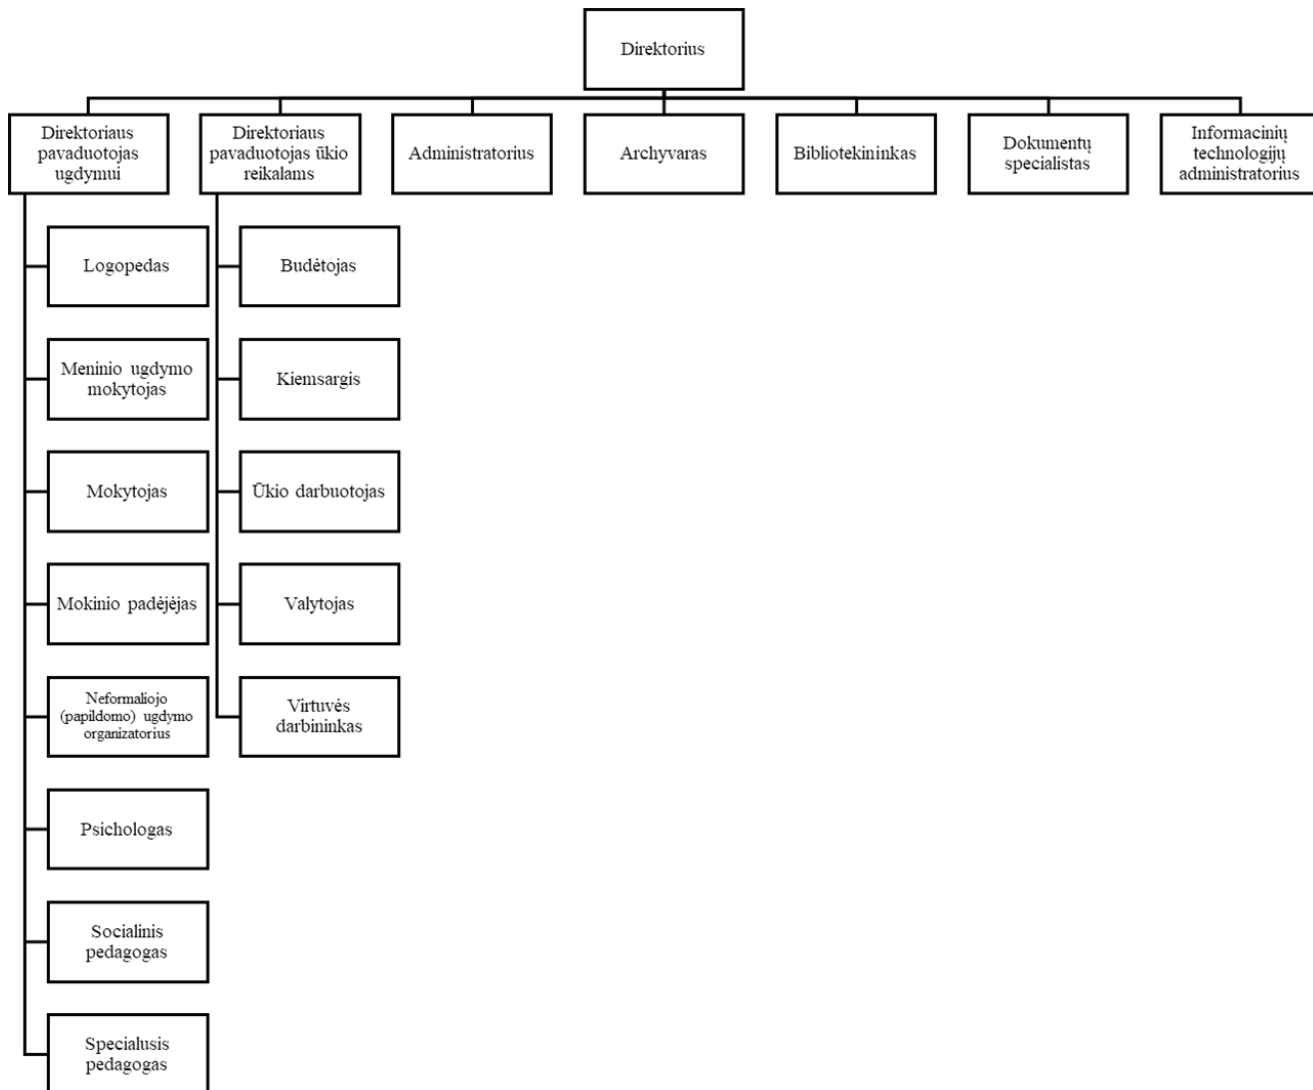 Direktorius
Direktoriaus
pavaduotojas
ugdymui
Direktoriaus
pavaduotojas ūkio
reikalams
Administratorius
Archyvaras
Bibliotekininkas
Dokumentų
specialistas
Informacinių
technologijų
administratorius
Logopedas
Meninio ugdymo
mokytojas
Mokytojas
Mokinio padėjėjas
Neformaliojo
(papildomo) ugdymo
organizatorius
Psichologas
Socialinis
pedagogas
Specialusis
pedagogas
Budėtojas
Kiemsargis
Ūkio darbuotojas
Valytojas
Virtuvės
darbininkas